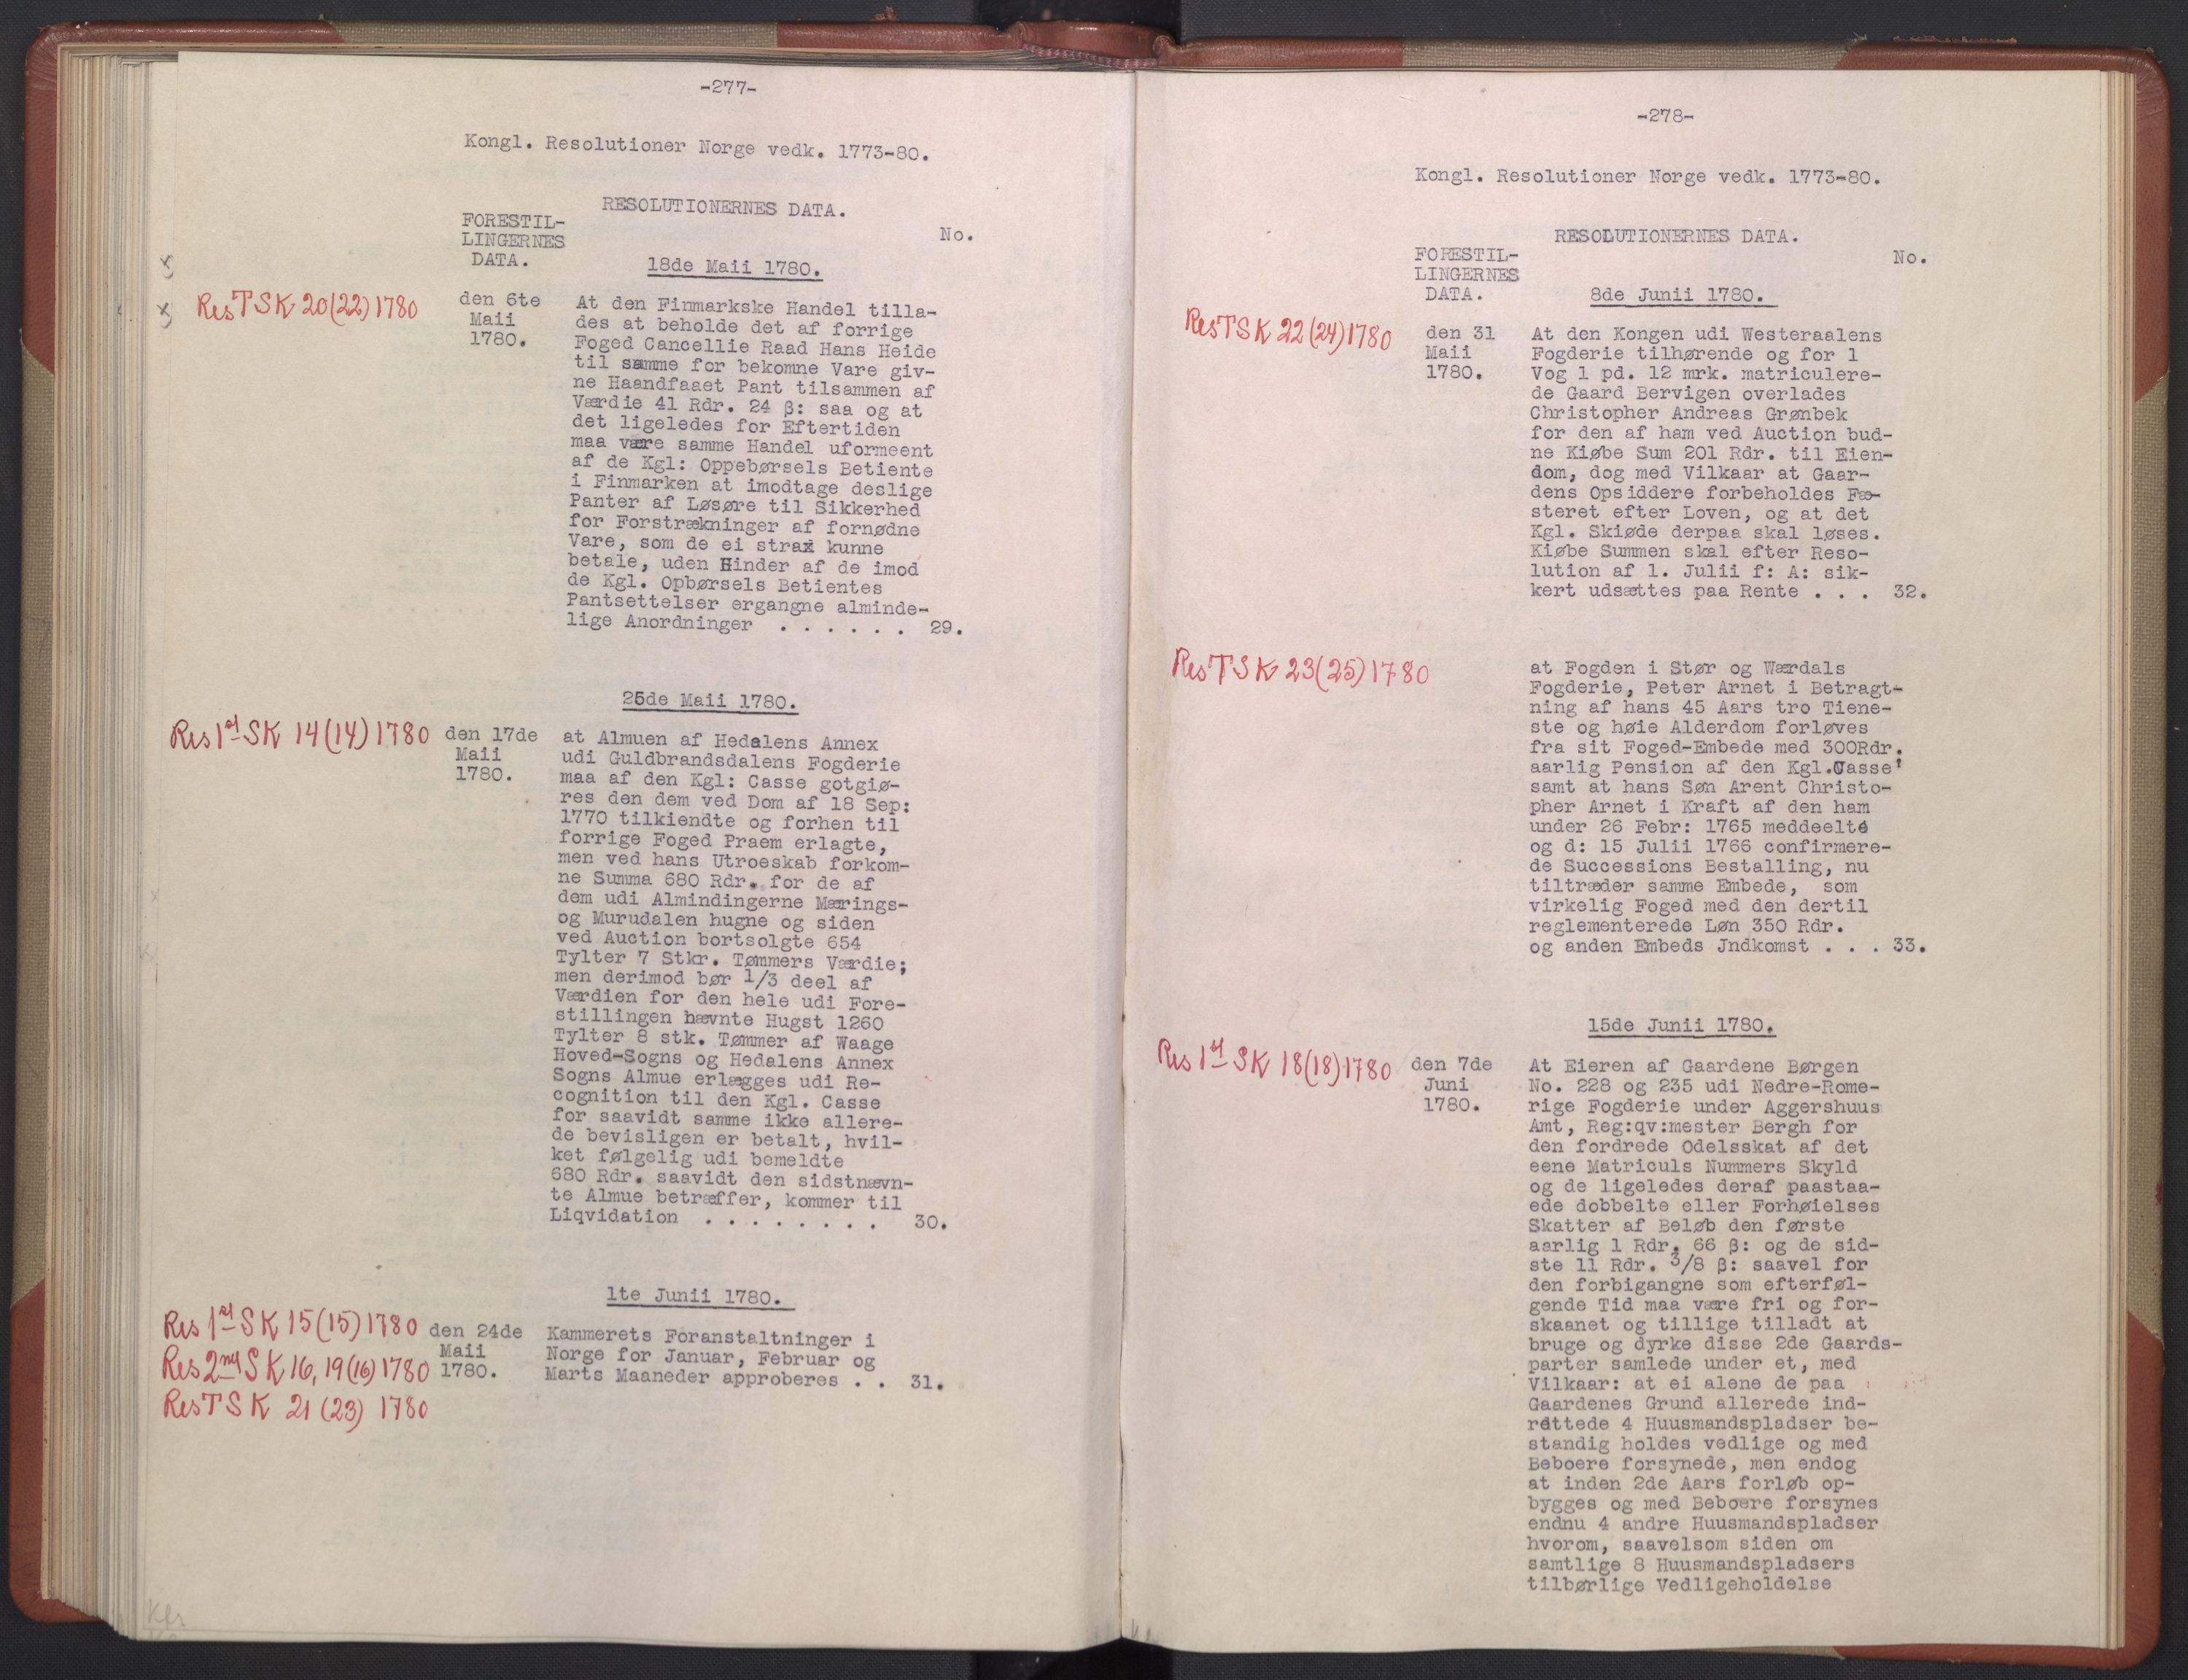 -277-
Kongl. Resolutioner Norge vedk. 1773-80.
RESOLUTIONERNES DATA.
FORESTIL-
LINGERNES
DATA.
No.
18de Maii 1780.
Res T S K 20(22) 1780
den 6te
Maii
1780.
At den Finmarkske Handel tilla-
des at beholde det af forrige
Foged Cancellie Raad Hans Heide
til samme for bekomne Vare giv-
ne Haandfaaet Pant tilsammen af
Værdie 41 Rdr. 24 β: saa og at
det ligeledes for Eftertiden
maa være samme Handel uformeent
af de Kgl: Oppebørsels Betiente
i Finmarken at imodtage deslige
Panter af Løsøre til Sikkerhed
for Forstrækninger af fornødne
Vare, som de ei strax kunne
betale, uden Hinder af de imod
de Kgl. Opbørsels Betientes
Pantsettelser ergangne alminde-
lige Anordninger . . . . . . 29.
25de Maii 1780.
Res 1st SK 14(14) 1780
den 17de
Maii
1780.
at Almuen af Hedalens Annex
udi Guldbrandsdalens Fogderie
maa af den Kgl: Casse gotgiø-
res den dem ved Dom af 18 Sep:
1770 tilkiendte og forhen til
forrige Foged Praem erlagte,
men ved hans Utroeskab forkom-
ne Summa 680 Rdr. for de af
dem udi Almindingerne Mærings-
og Murudalen hugne og siden
ved Auction bortsolgte 654
Tylter 7 Stkr. Tømmers Værdie;
men derimod bør 1/3 deel af
Værdien for den hele udi Fore-
stillingen nævnte Hugst 1260
Tylter 8 stk. Tømmer af Waage
Hoved-Sogns og Hedalens Annex
Sogns Almue erlægges udi Re-
cognition til den Kgl. Casse
for saavidt samme ikke allere-
de bevisligen er betalt, hvil-
ket følgelig udi bemeldte
680 Rdr. saavidt den sidstnævn-
te Almue betræffer, kommer til
Liqvidation . . . . . . . . 30.
1te Junii 1780.
Res 1st SK 15(15) 1780
Res 2ny SK 16, 19(16) 1780
Res T S K 21 (23) 1780
den 24de
Maii
1780.
Kammerets Foranstaltninger i
Norge for Januar, Februar og
Marts Maaneder approberes . . 31.
-278-
Kongl. Resolutioner Norge vedk. 1773-80.
RESOLUTIONERNES DATA.
FORESTIL-
LINGERNES
DATA.
No.
8de Junii 1780.
Res T S K 22(24) 1780
den 31
Maii
1780.
At den Kongen udi Westeraalens
Fogderie tilhørende og for 1
Vog 1 pd. 12 mrk. matriculere-
de Gaard Bervigen overlades
Christopher Andreas Grønbek
for den af ham ved Auction bud-
ne Kiøbe Sum 201 Rdr. til Eien-
dom, dog med Vilkaar at Gaar-
dens Opsiddere forbeholdes Fæ-
steret efter Loven, og at det
Kgl. Skiøde derpaa skal løses.
Kiøbe Summen skal efter Reso-
lution af 1. Julii f: A: sik-
kert udsættes paa Rente . . . 32.
Res T S K 23(25) 1780
at Fogden i Stør og Wærdals
Fogderie, Peter Arnet i Betragt-
ning af hans 45 Aars tro Tiene-
ste og høie Alderdom forløves
fra sit Foged-Embede med 300Rdr.
aarlig Pension af den Kgl.Casse'
samt at hans Søn Arent Christo-
pher Arnet i Kraft af den ham
under 26 Febr: 1765 meddeelte
og d: 15 Julii 1766 confirmere-
de Successions Bestalling, nu
tiltræder samme Embede, som
virkelig Foged med den dertil
reglementerede Løn 350 Rdr.
og anden Embeds Jndkomst . . . 33.
15de Junii 1780.
Res 1st SK 18(18) 1780
den 7de
Juni
1780.
At Eieren af Gaardene Børgen
No. 228 og 235 udi Nedre-Rome-
rige Fogderie under Aggershuus
Amt, Reg:qv:mester Bergh for
den fordrede Odelsskat af det
eene Matriculs Nummers Skyld
og de ligeledes deraf paastaa-
ede dobbelte eller Forhøielses
Skatter af Beløb den første
aarlig 1 Rdr. 66 β: og de sid-
ste 11 Rdr. 3/8 β: saavel for
den forbigangne som efterføl-
gende Tid maa være fri og for-
skaanet og tillige tilladt at
bruge og dyrke disse 2de Gaards-
parter samlede under et, med
Vilkaar: at ei alene de paa
Gaardenes Grund allerede ind-
rettede 4 Huusmandspladser be-
standig holdes vedlige og med
Beboere forsynede, men endog
at inden 2de Aars forløb op-
bygges og med Beboere forsynes
endnu 4 andre Huusmandspladser
hvorom, saavelsom siden om
samtlige 8 Huusmandspladsers
tilbørlige Vedligeholdelse